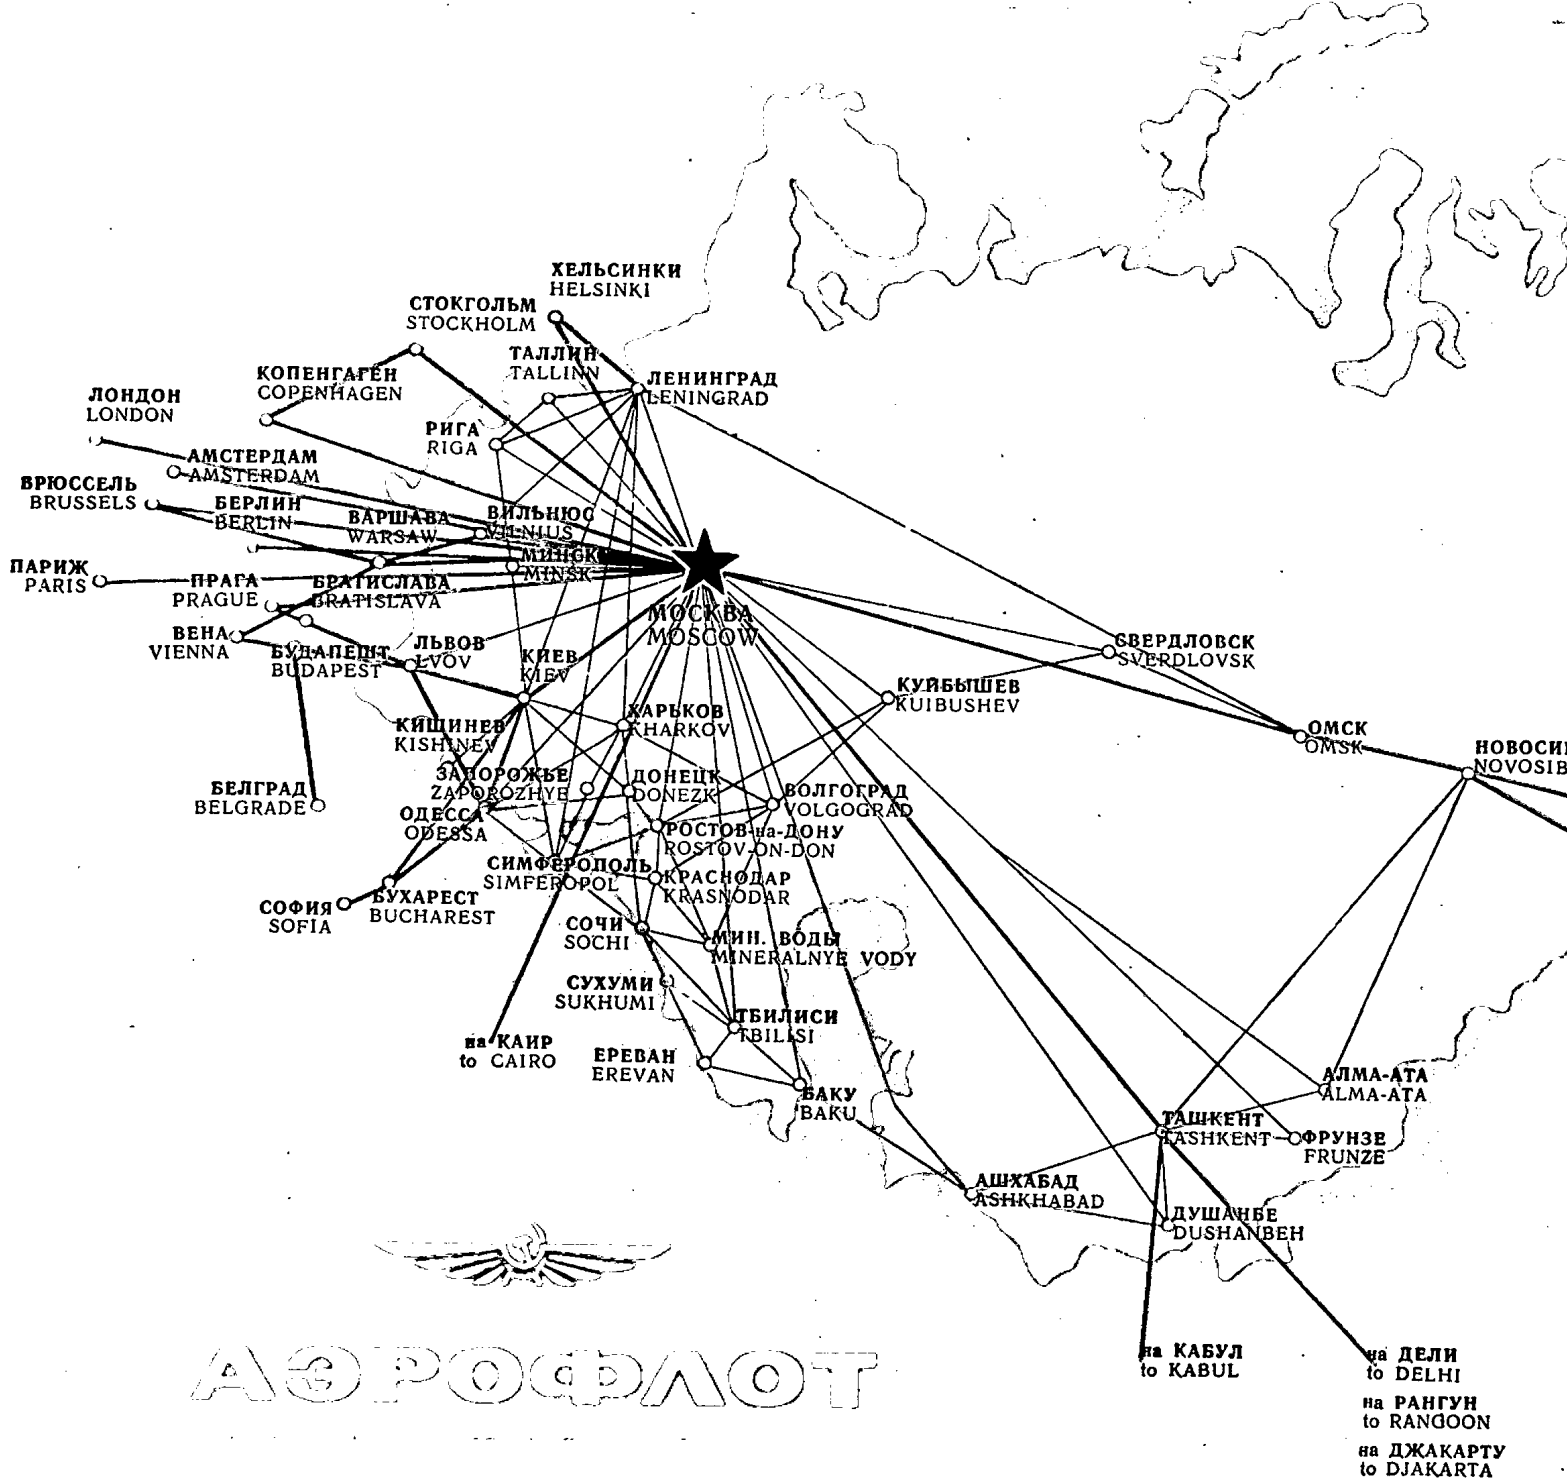 ХЕЛЬСИНКИ
HELSINKI
СТОКГОЛЬМ
STOCKHOLM
ТАЛЛИН
TALLINN
КОПЕНГАГЕН
COPENHAGEN
ЛЕНИНГРАД
LENINGRAD
ЛОНДОН
LONDON
РИГА
RIGA
АМСТЕРДАМ
AMSTERDAM
ВРЮССЕЛЬ
BRUSSELS
БЕРЛИН
BERLIN
ВАРШАВА
WARSAW
ВИЛЬНЮС
VILNIUS
МИНСК
MINSK
ПАРИЖ
PARIS
ПРАГА
PRAGUE
БРАТИСЛАВА
BRATISLAVA
МОСКВА
MOSCOW
ВЕНА
VIENNA
БУДАПЕШТ
BUDAPEST
ЛЬВОВ
LVOV
КИЕВ
KIEV
СВЕРДЛОВСК
SVERDLOVSK
КУЙБЫШЕВ
KUIBUSHEV
КИШИНЕВ
KISHINEV
ХАРЬКОВ
KHARKOV
ОМСК
OMSK
НОВОСИ
NOVOSIB
БЕЛГРАД
BELGRADE
ЗАПОРОЖЬЕ
ZAPOROZHYE
ДОНЕЦК
DONEZK
ВОЛГОГРАД
VOLGOGRAD
ОДЕССА
ODESSA
РОСТОВ-на-ДОНУ
ROSTOV-ON-DON
СИМФЕРОПОЛЬ
SIMFEROPOL
КРАСНОДАР
KRASNODAR
СОФИЯ
SOFIA
БУХАРЕСТ
BUCHAREST
СОЧИ
SOCHI
МИН. ВОДЫ
MINERALNYE VODY
СУХУМИ
SUKHUMI
ТБИЛИСИ
TBILISI
на КАИР
to CAIRO
ЕРЕВАН
EREVAN
БАКУ
BAKU
АЛМА-АТА
ALMA-ATA
ТАШКЕНТ
TASHKENT
ФРУНЗЕ
FRUNZE
АШХАБАД
ASHKHABAD
ДУШАНБЕ
DUSHANBEH
АЭРОФЛОТ
на КАБУЛ
to KABUL
на ДЕЛИ
to DELHI
на РАНГУН
to RANGOON
на ДЖАКАРТУ
to DJAKARTA